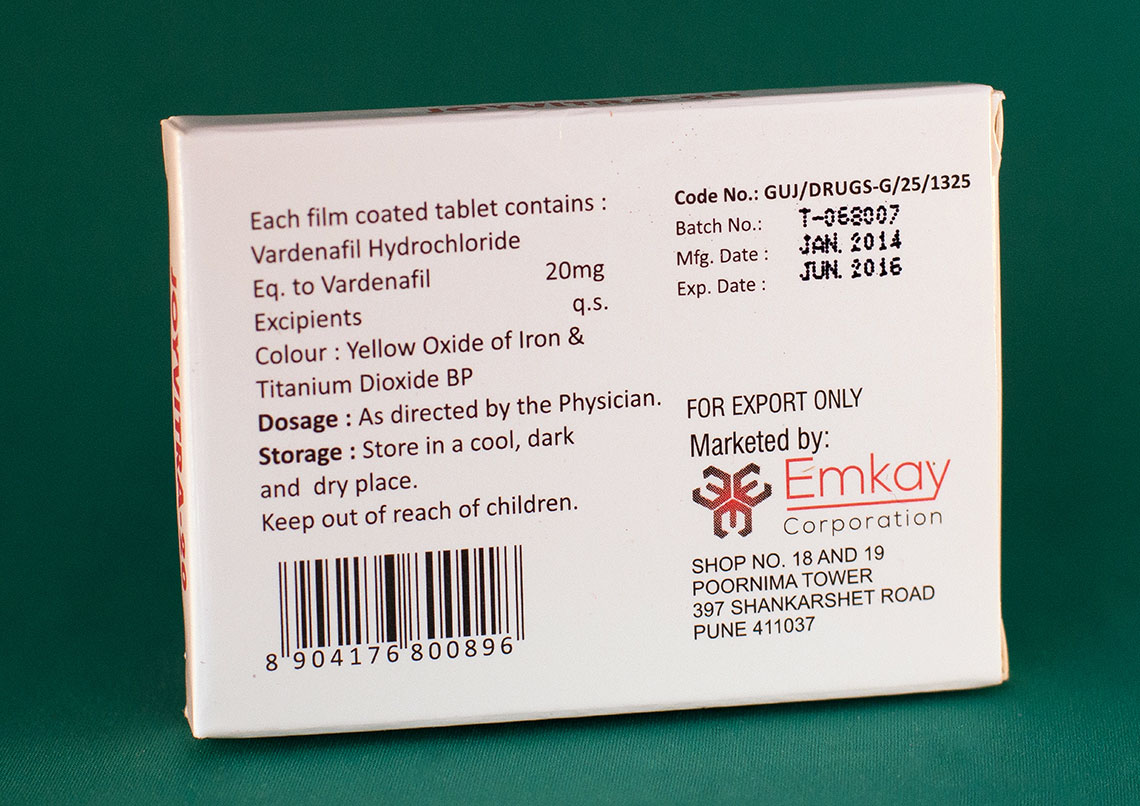 JOYVITRA-20
Each film coated tablet contains :
Vardenafil Hydrochloride
Eq. to Vardenafil 20mg
Excipients q.s.
Colour : Yellow Oxide of Iron &
Titanium Dioxide BP
Dosage : As directed by the Physician.
Storage : Store in a cool, dark
and dry place.
Keep out of reach of children.
8 904176 800896
Code No.: GUJ/DRUGS-G/25/1325
Batch No.: T-068007
Mfg. Date : JAN. 2014
Exp. Date : JUN. 2016
FOR EXPORT ONLY
Marketed by:
Emkay
Corporation
SHOP NO. 18 AND 19
POORNIMA TOWER
397 SHANKARSHET ROAD
PUNE 411037
JOYVITRA-20